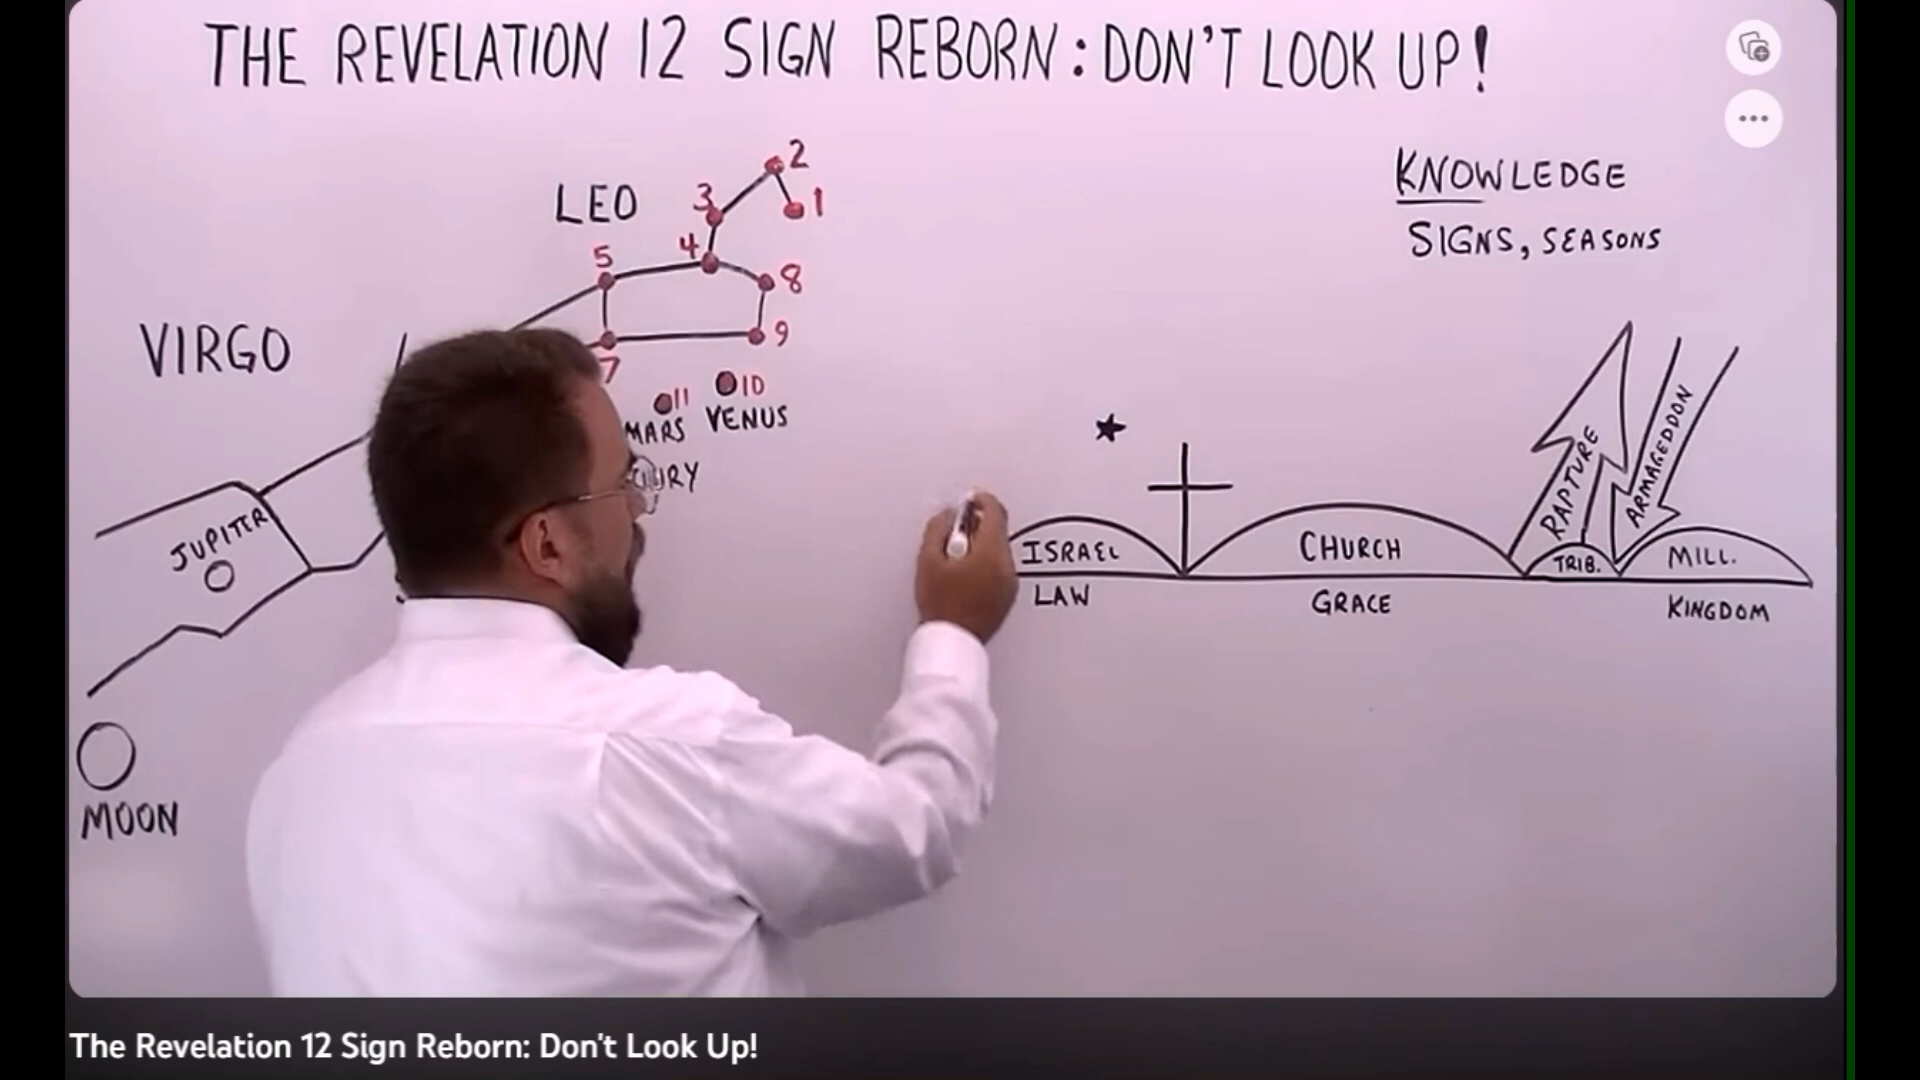 THE REVELATION 12 SIGN REBORN: DON'T LOOK UP!
KNOWLEDGE
SIGNS, SEASONS
LEO
2
3
1
4
5
8
9
7
VIRGO
11
10
MARS
VENUS
URY
JUPITER
MOON
ISRAEL
CHURCH
RAPTURE
TRIB.
ARMAGEDDON
MILL.
LAW
GRACE
KINGDOM
The Revelation 12 Sign Reborn: Don't Look Up!